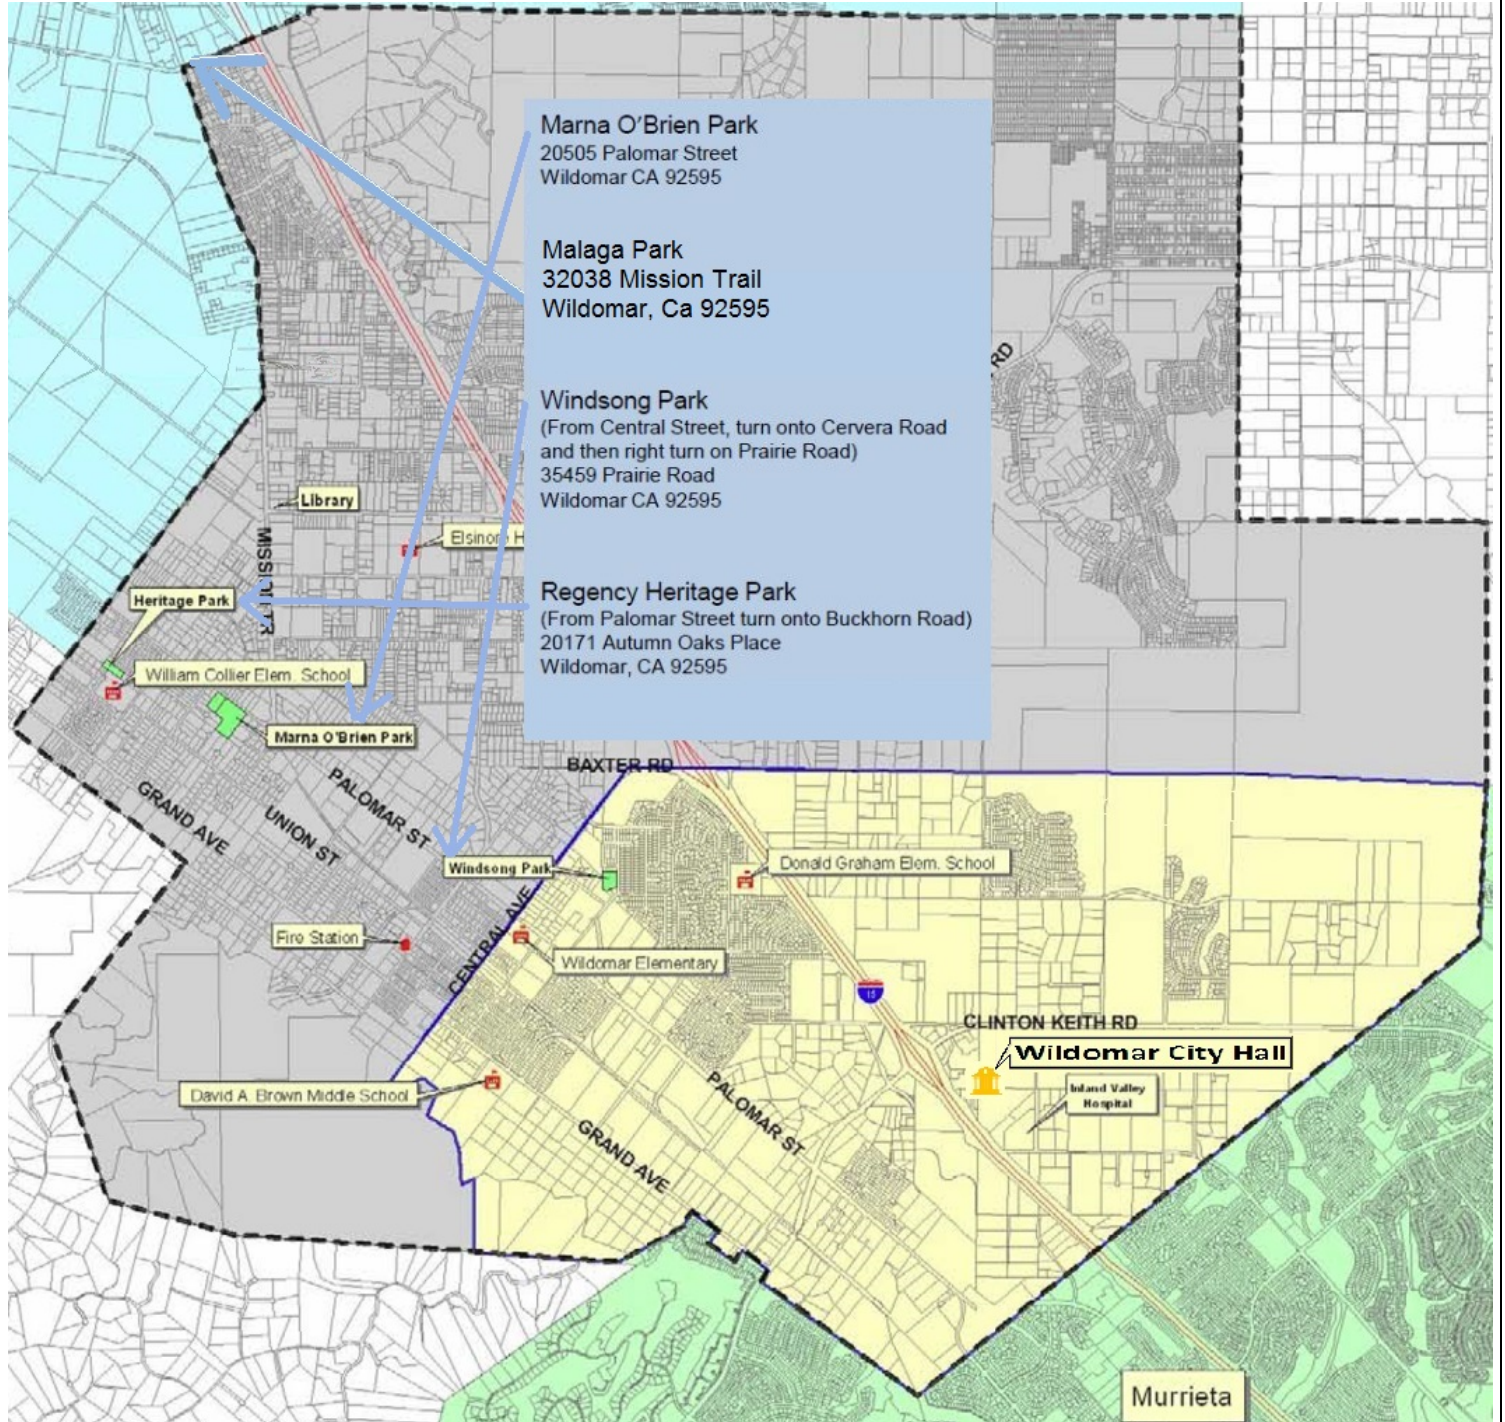 Marna O'Brien Park
20505 Palomar Street
Wildomar CA 92595
Malaga Park
32038 Mission Trail
Wildomar, Ca 92595
RD
Windsong Park
(From Central Street, turn onto Cervera Road
and then right turn on Prairie Road)
35459 Prairie Road
Wildomar CA 92595
Library
MISSION TR
Elsinore H
Regency Heritage Park
(From Palomar Street turn onto Buckhorn Road)
20171 Autumn Oaks Place
Wildomar, CA 92595
Heritage Park
William Collier Elem. School
Marna O'Brien Park
BAXTER RD
PALOMAR ST
GRAND AVE
UNION ST
Windsong Park
Donald Graham Elem. School
CENTRAL AVE
Fire Station
Wildomar Elementary
15
CLINTON KEITH RD
Wildomar City Hall
David A. Brown Middle School
Inland Valley
Hospital
PALOMAR ST
GRAND AVE
Murrieta